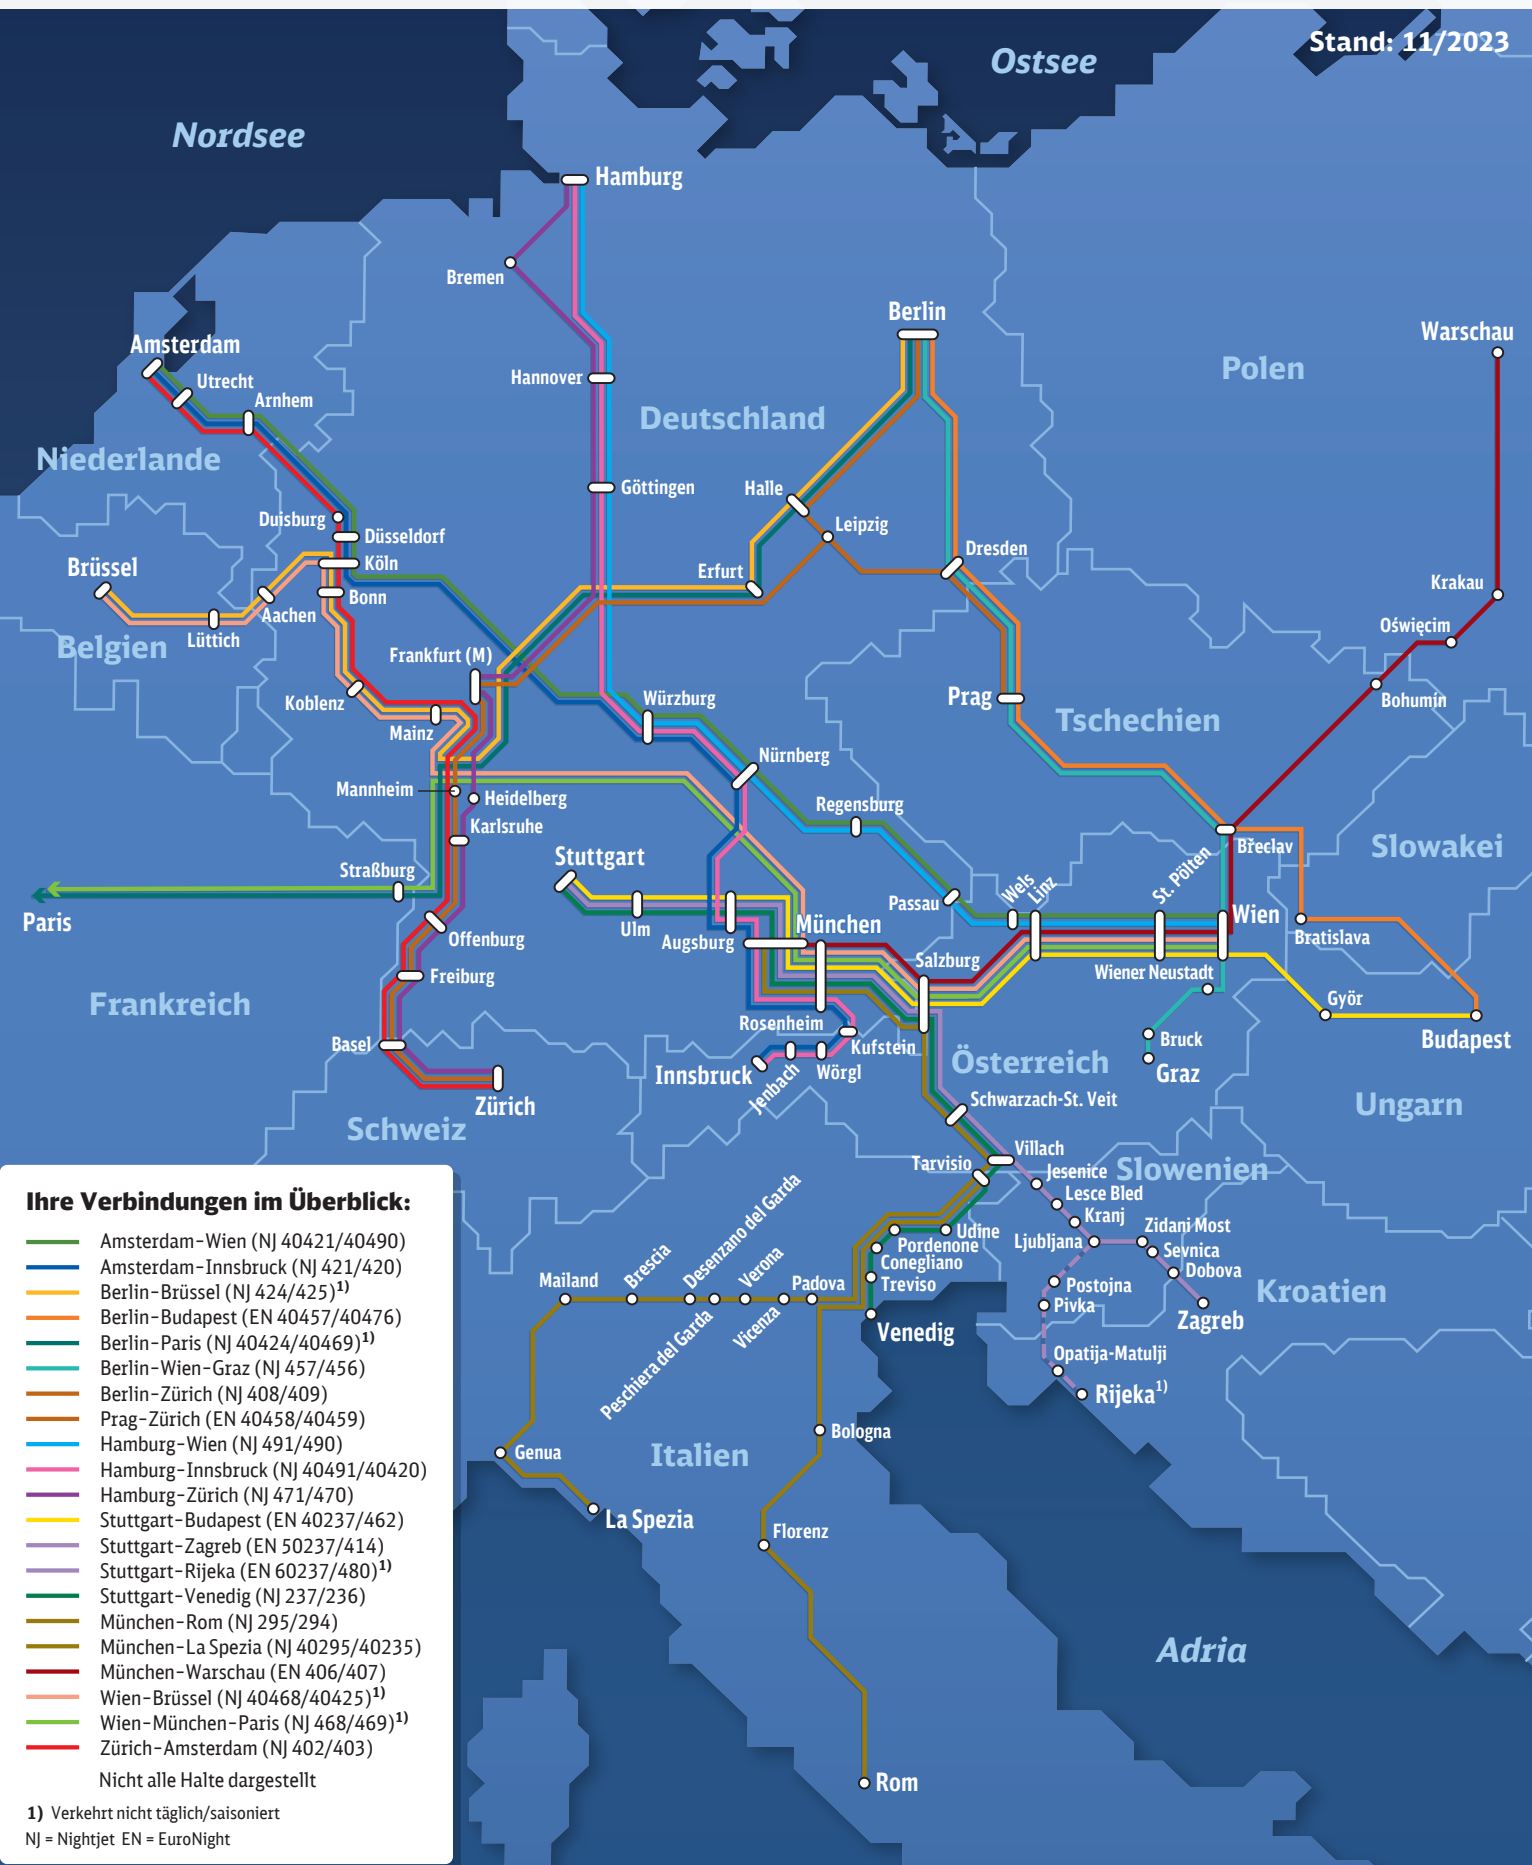 Stand: 11/2023
Ostsee
Nordsee
Hamburg
Bremen
Berlin
Warschau
Amsterdam
Utrecht
Arnhem
Hannover
Polen
Deutschland
Niederlande
Göttingen
Halle
Leipzig
Duisburg
Düsseldorf
Dresden
Köln
Brüssel
Erfurt
Krakau
Bonn
Aachen
Oświęcim
Lüttich
Belgien
Frankfurt (M)
Koblenz
Würzburg
Prag
Bohumín
Tschechien
Mainz
Nürnberg
Mannheim
Heidelberg
Regensburg
Karlsruhe
Břeclav
Slowakei
Stuttgart
Straßburg
St. Pölten
Wels
Linz
Passau
Wien
Paris
Ulm
München
Augsburg
Offenburg
Bratislava
Salzburg
Wiener Neustadt
Freiburg
Györ
Frankreich
Rosenheim
Basel
Kufstein
Bruck
Budapest
Österreich
Innsbruck
Jenbach
Wörgl
Graz
Zürich
Schwarzach-St. Veit
Ungarn
Schweiz
Villach
Tarvisio
Jesenice
Slowenien
Lesce Bled
Kranj
Zidani Most
Udine
Ljubljana
Pordenone
Sevnica
Conegliano
Dobova
Mailand
Brescia
Desenzano del Garda
Verona
Padova
Treviso
Postojna
Kroatien
Pivka
Zagreb
Peschiera del Garda
Vicenza
Venedig
Opatija-Matulji
Rijeka1)
Bologna
Genua
Italien
La Spezia
Florenz
Adria
Rom
Ihre Verbindungen im Überblick:
Amsterdam-Wien (NJ 40421/40490)
Amsterdam-Innsbruck (NJ 421/420)
Berlin-Brüssel (NJ 424/425)1)
Berlin-Budapest (EN 40457/40476)
Berlin-Paris (NJ 40424/40469)1)
Berlin-Wien-Graz (NJ 457/456)
Berlin-Zürich (NJ 408/409)
Prag-Zürich (EN 40458/40459)
Hamburg-Wien (NJ 491/490)
Hamburg-Innsbruck (NJ 40491/40420)
Hamburg-Zürich (NJ 471/470)
Stuttgart-Budapest (EN 40237/462)
Stuttgart-Zagreb (EN 50237/414)
Stuttgart-Rijeka (EN 60237/480)1)
Stuttgart-Venedig (NJ 237/236)
München-Rom (NJ 295/294)
München-La Spezia (NJ 40295/40235)
München-Warschau (EN 406/407)
Wien-Brüssel (NJ 40468/40425)1)
Wien-München-Paris (NJ 468/469)1)
Zürich-Amsterdam (NJ 402/403)
Nicht alle Halte dargestellt
1) Verkehrt nicht täglich/saisoniert
NJ = Nightjet EN = EuroNight